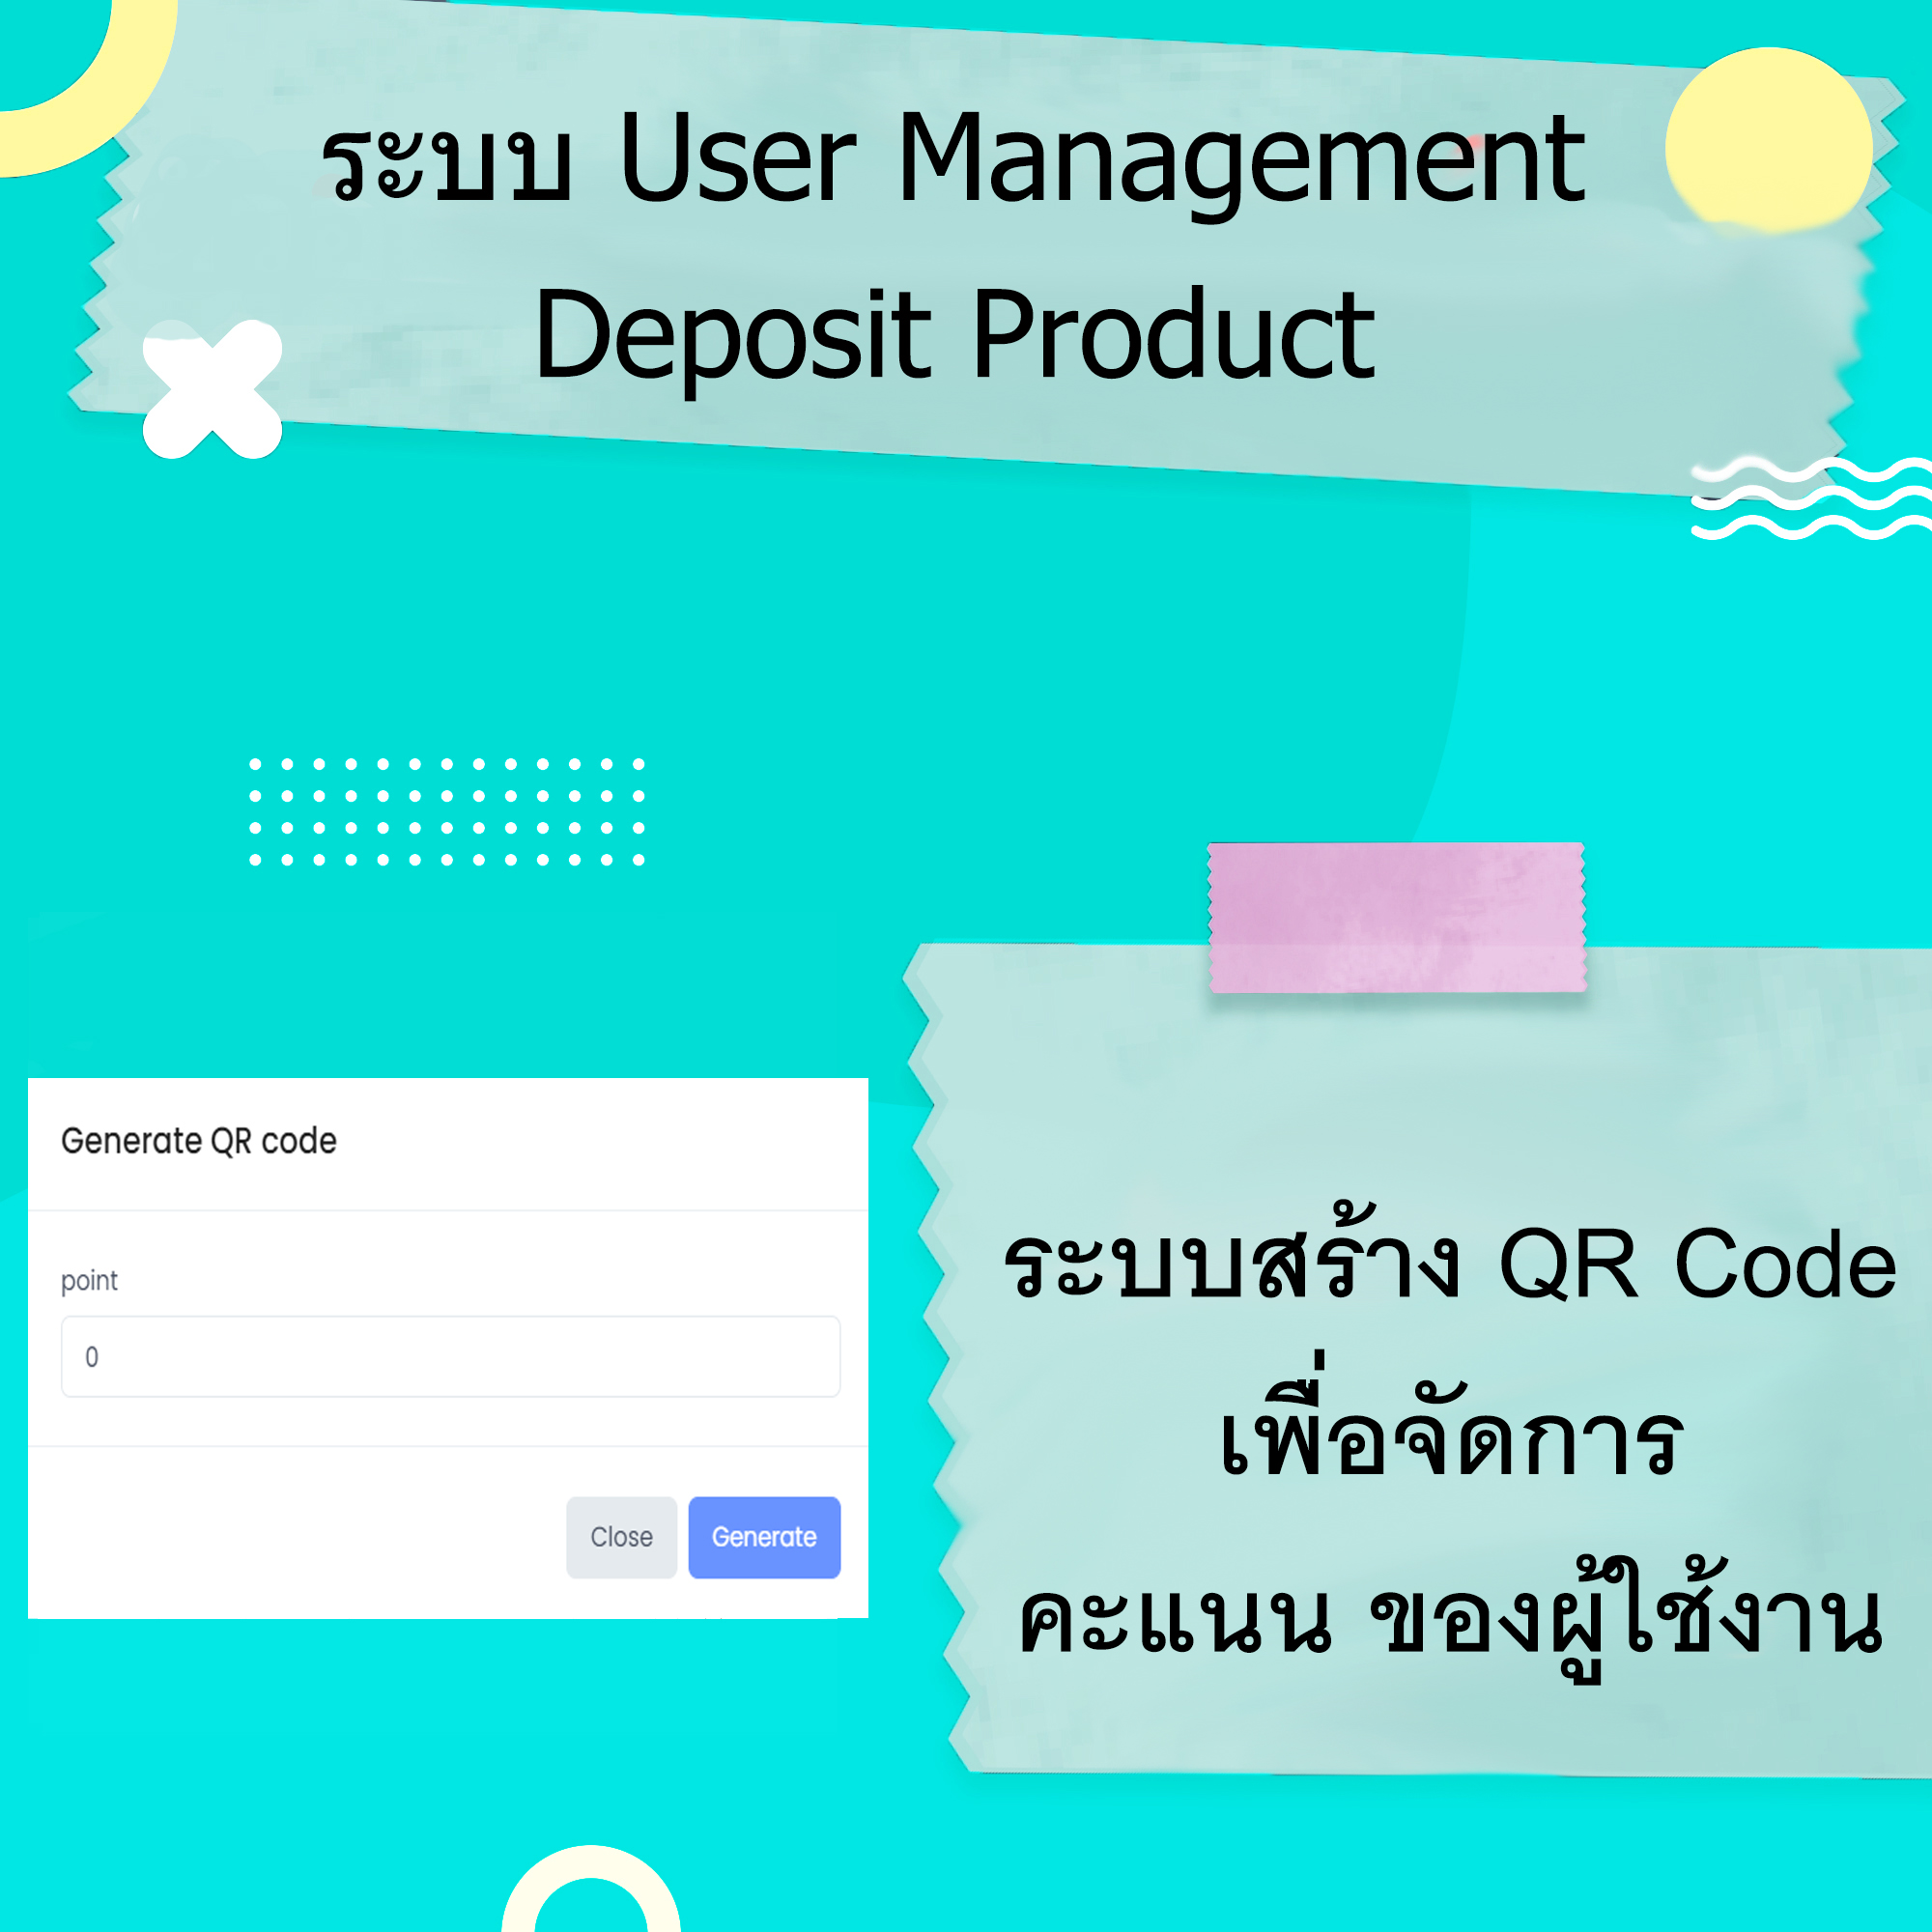 ระบบ User Management
Deposit Product
Generate QR code
point
0
Close Generate
ระบบสร้าง QR Code
เพื่อจัดการ
คะแนน ของผู้ใช้งาน